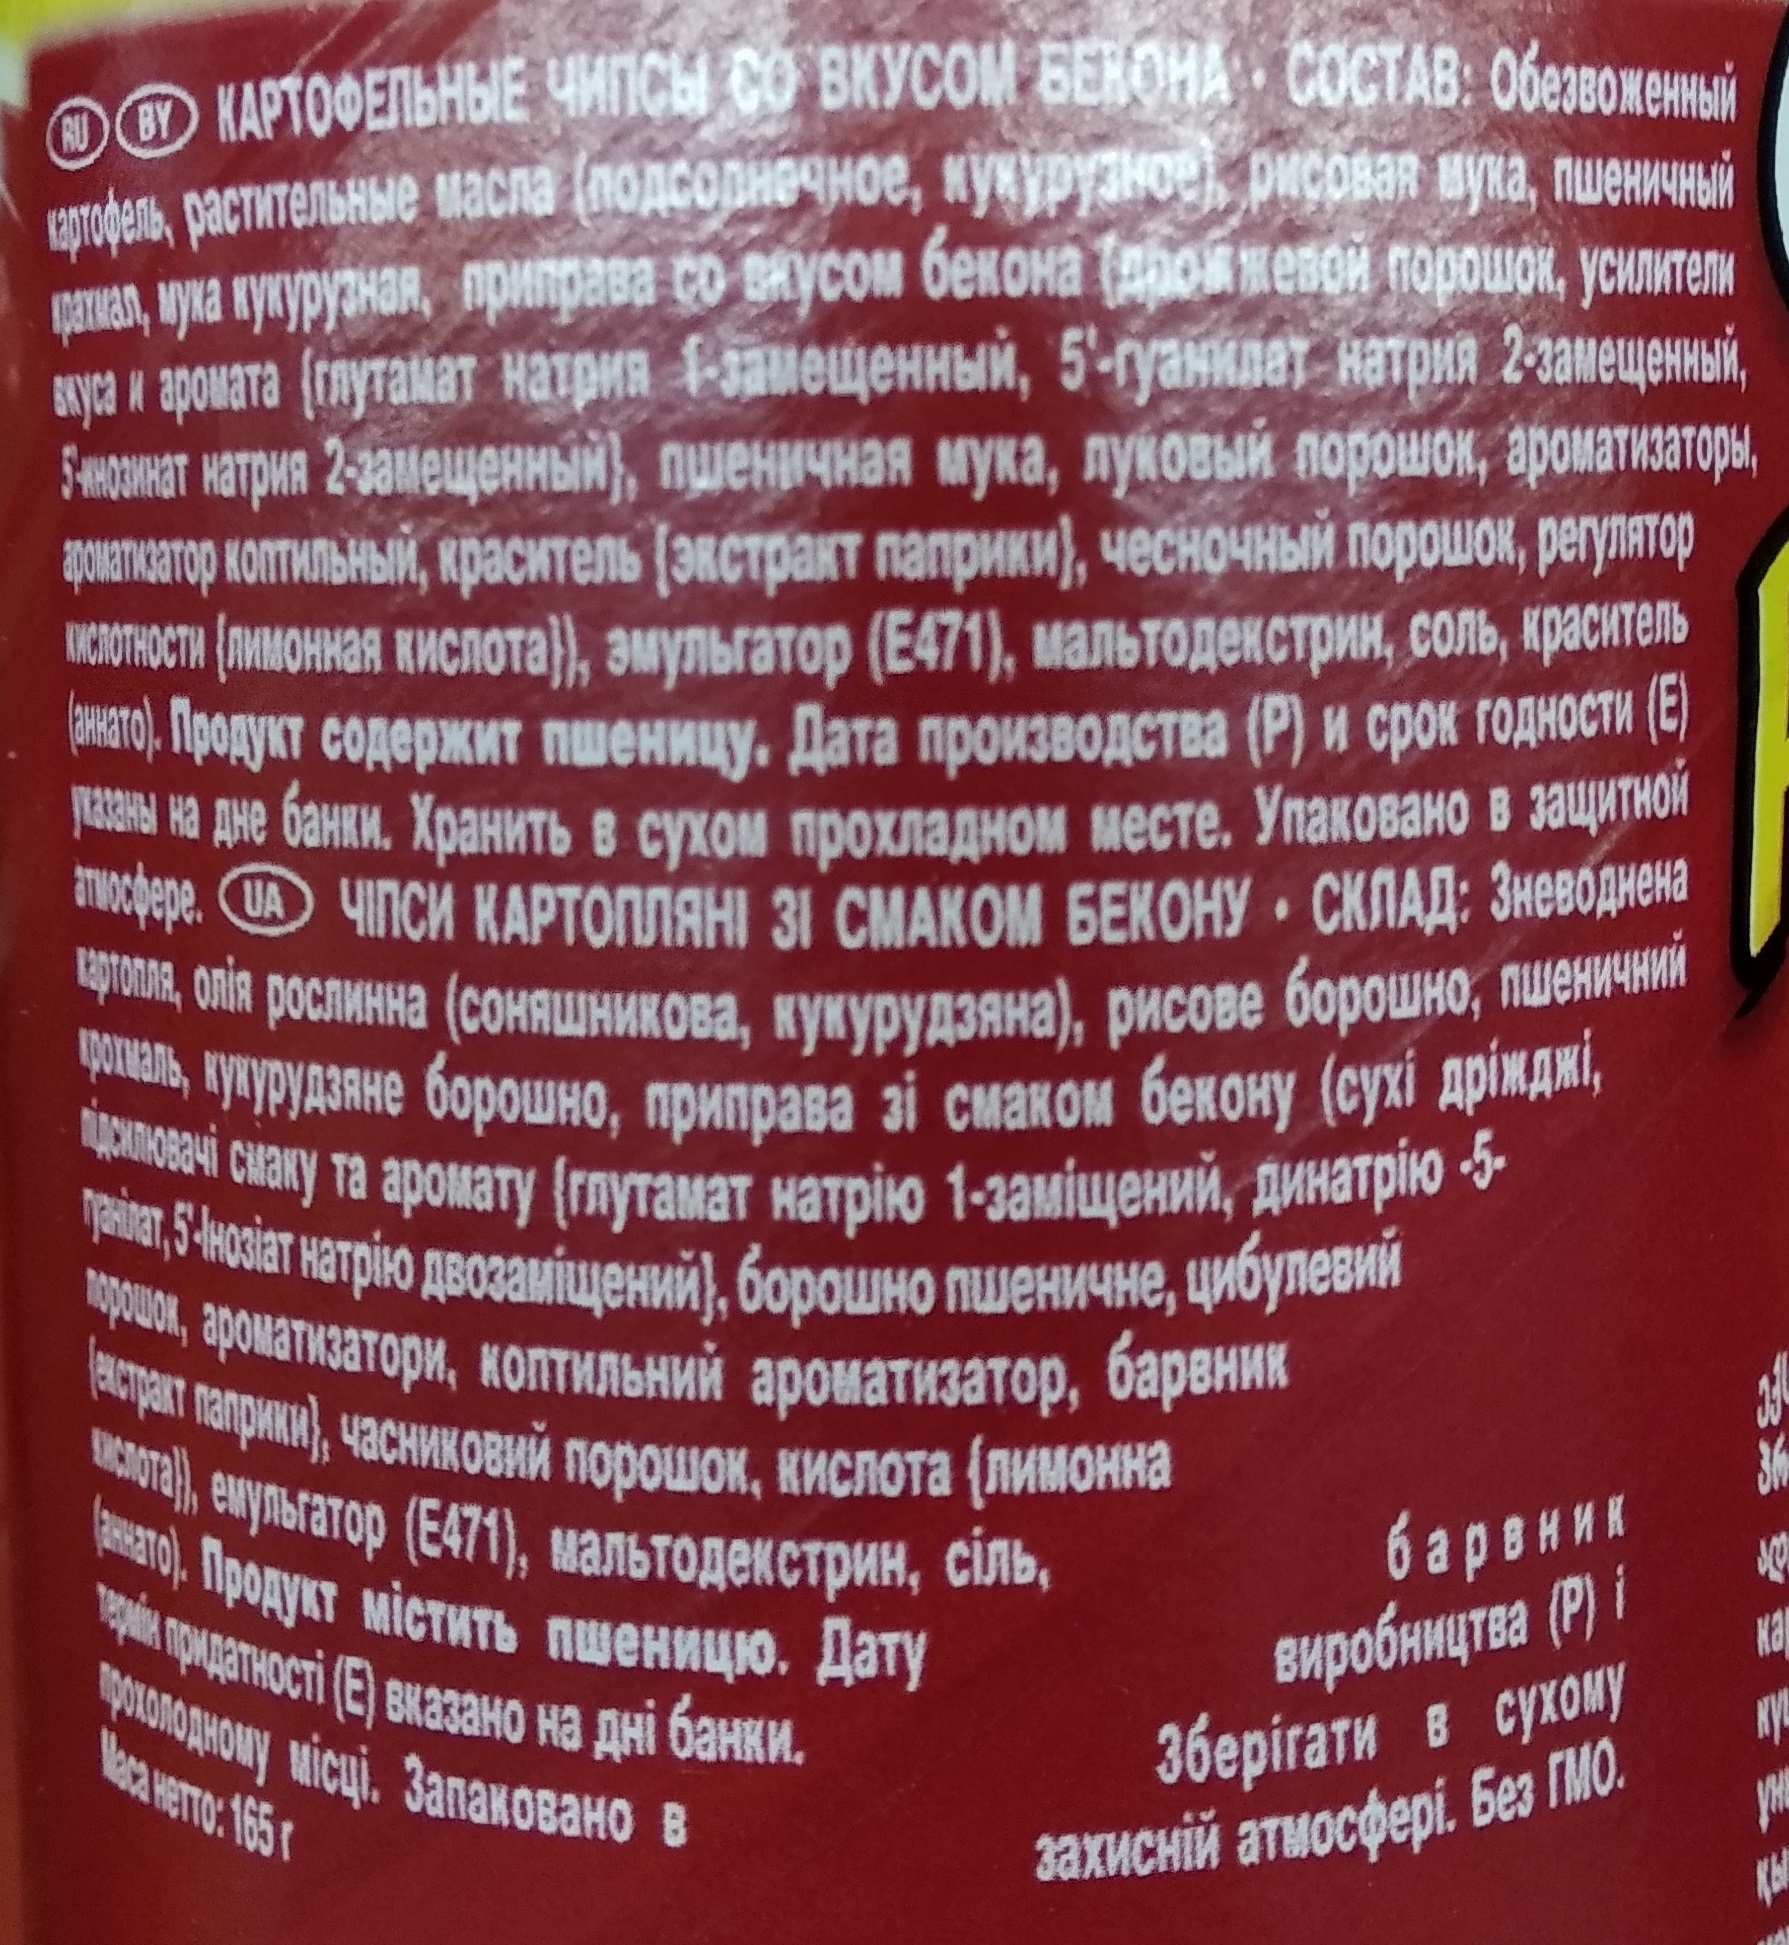 RU BY КАРТОФЕЛЬНЫЕ ЧИПСЫ СО ВКУСОМ БЕКОНА • СОСТАВ: Обезвоженный
картофель, растительные масла (подсолнечное, кукурузное), рисовая мука, пшеничный
крахмал, мука кукурузная, приправа со вкусом бекона (дрожжевой порошок, усилители
вкуса и аромата {глутамат натрия 1-замещенный, 5'-гуанилат натрия 2-замещенный,
5'-инозинат натрия 2-замещенный}, пшеничная мука, луковый порошок, ароматизаторы,
ароматизатор коптильный, краситель {экстракт паприки}, чесночный порошок, регулятор
кислотности {лимонная кислота}), эмульгатор (Е471), мальтодекстрин, соль, краситель
(аннато). Продукт содержит пшеницу. Дата производства (P) и срок годности (E)
указаны на дне банки. Хранить в сухом прохладном месте. Упаковано в защитной
атмосфере. UA ЧІПСИ КАРТОПЛЯНІ ЗІ СМАКОМ БЕКОНУ • СКЛАД: Зневоднена
картопля, олія рослинна (соняшникова, кукурудзяна), рисове борошно, пшеничний
крохмаль, кукурудзяне борошно, приправа зі смаком бекону (сухі дріжджі,
підсилювачі смаку та аромату {глутамат натрію 1-заміщений, динатрію -5-
гуанілат, 5'-Інозіат натрію двозаміщений}, борошно пшеничне, цибулевий
порошок, ароматизатори, коптильний ароматизатор, барвник
{екстракт паприки}, часниковий порошок, кислота {лимонна
кислота}), емульгатор (Е471), мальтодекстрин, сіль, барвник
(аннато). Продукт містить пшеницю. Дату виробництва (P) і
термін придатності (E) вказано на дні банки. Зберігати в сухому
прохолодному місці. Запаковано в захисній атмосфері. Без ГМО.
Маса нетто: 165 г